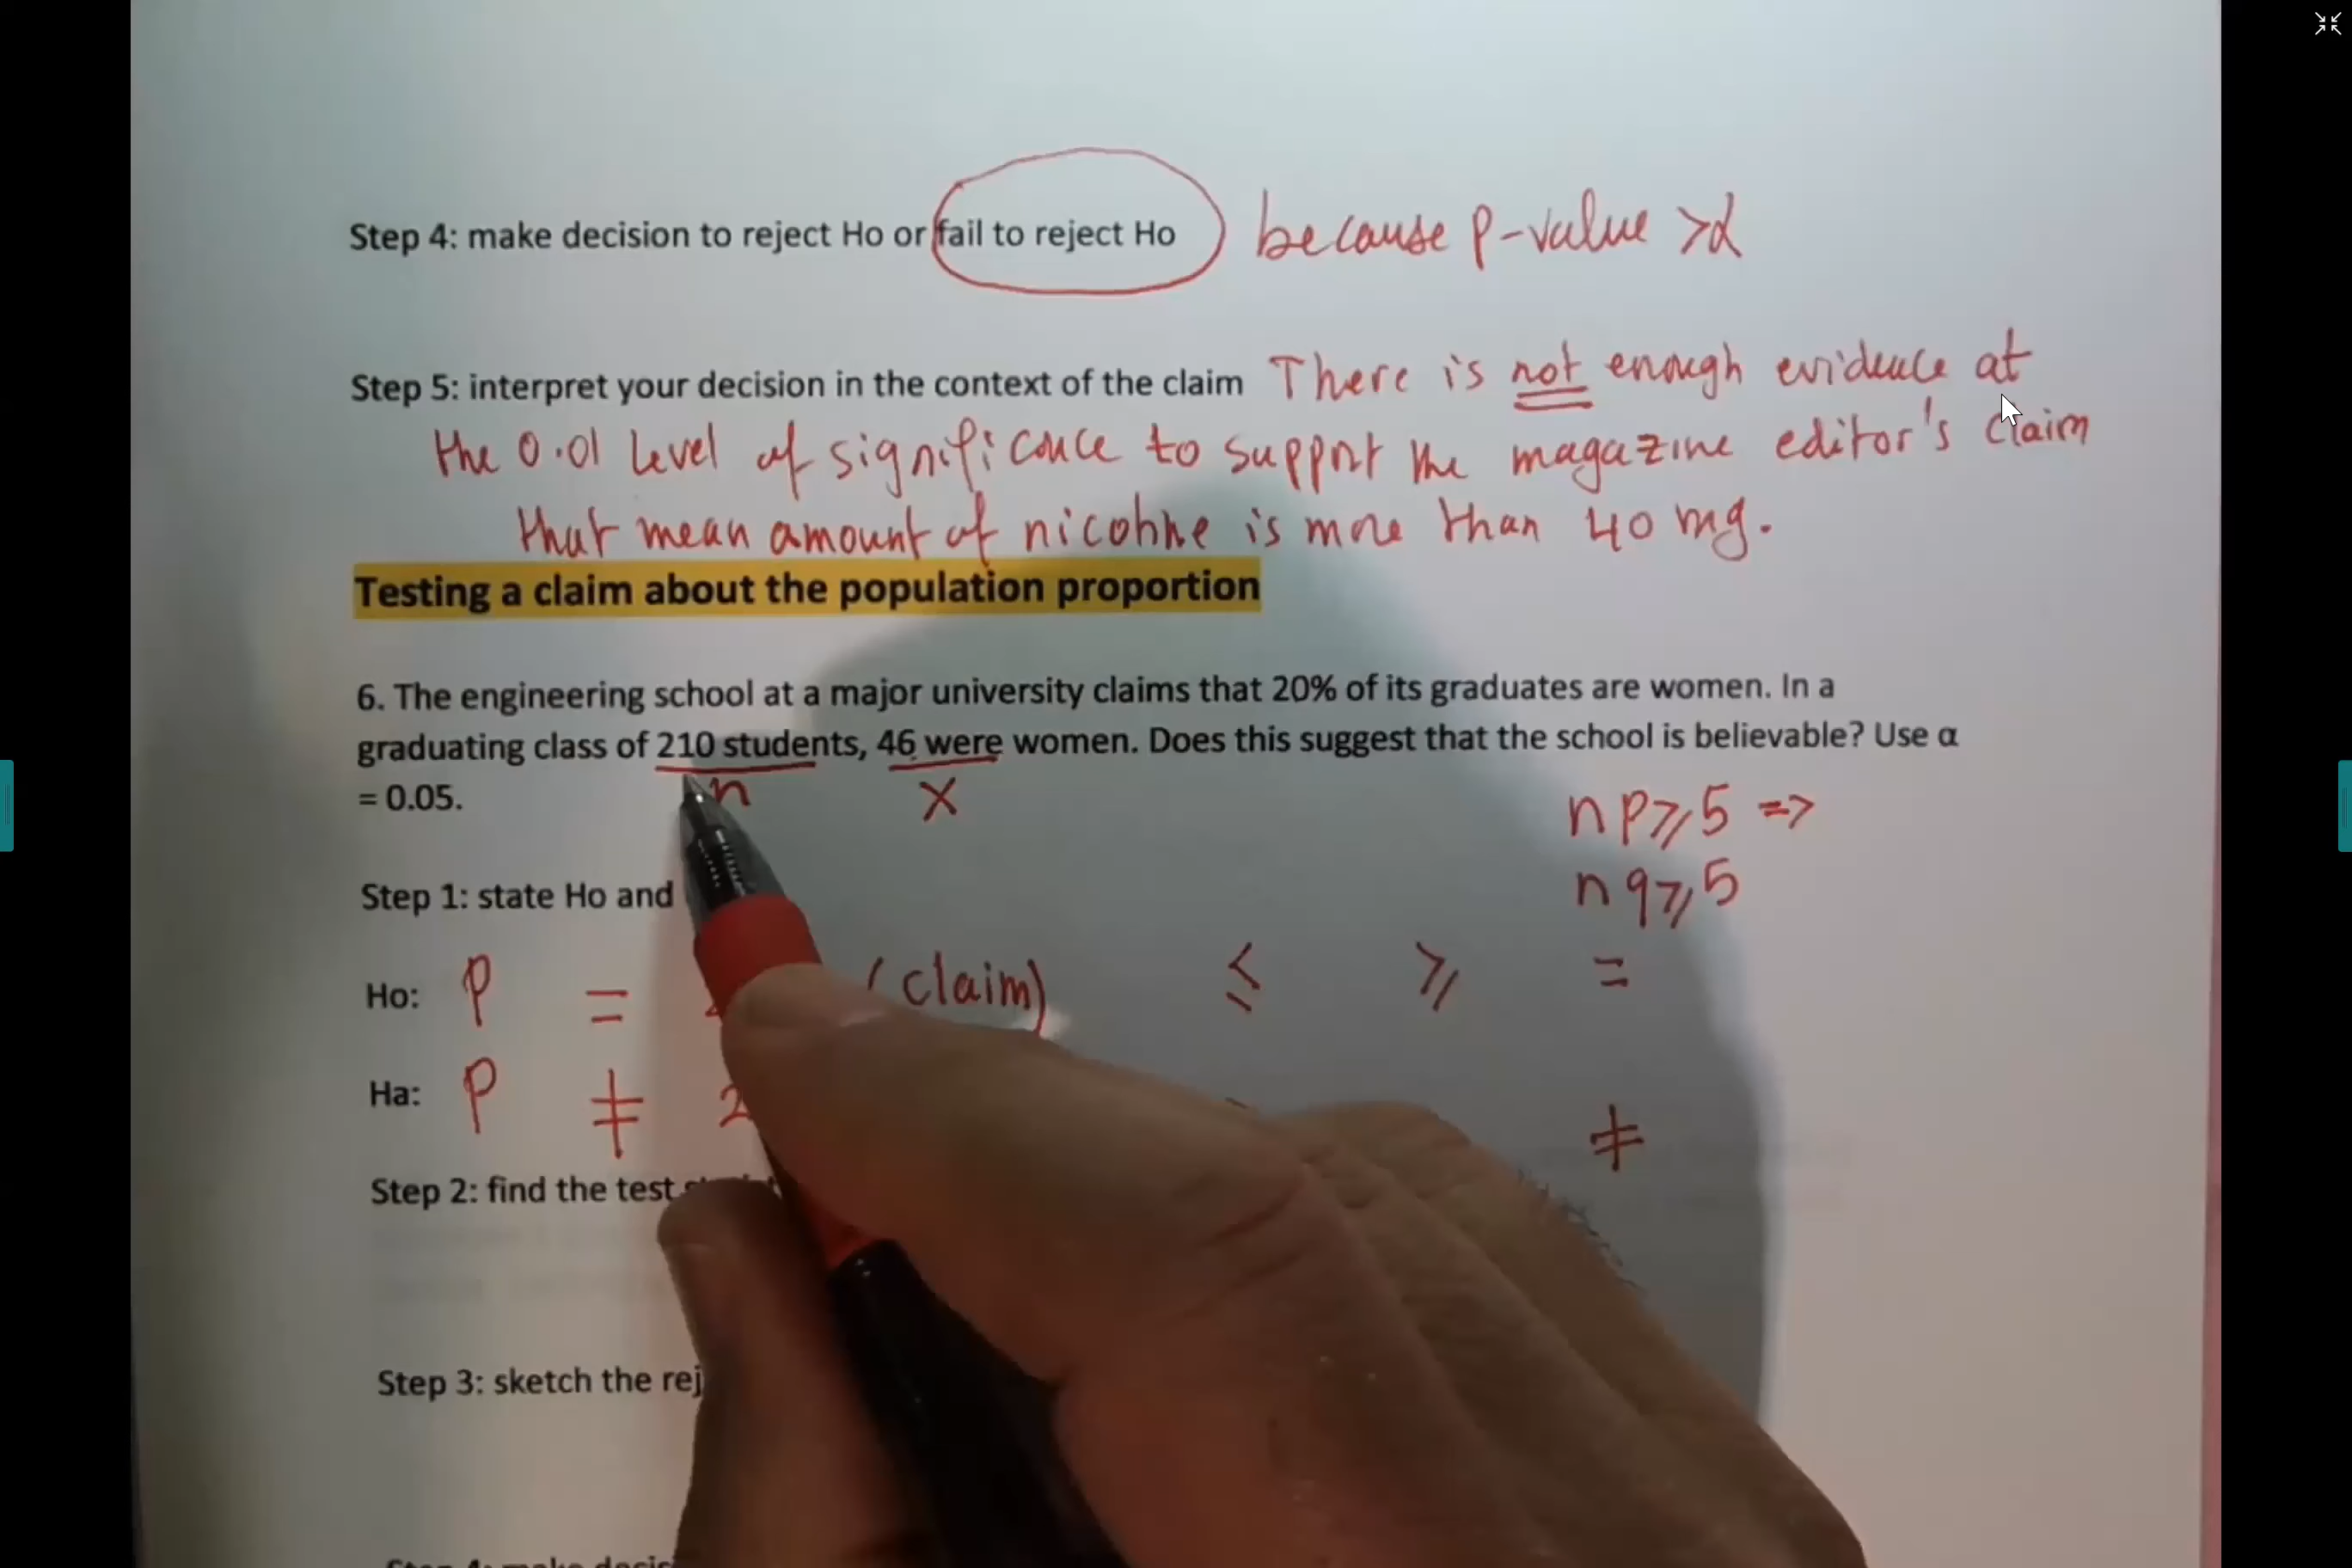 Step 4: make decision to reject Ho or fail to reject Ho because p-value >α
Step 5: interpret your decision in the context of the claim There is not enough evidence at
the 0.01 level of significance to support the magazine editor's claim
that mean amount of nicotine is more than 40 mg.
Testing a claim about the population proportion
6. The engineering school at a major university claims that 20% of its graduates are women. In a
graduating class of 210 students, 46 were women. Does this suggest that the school is believable? Use α
n x
= 0.05.
np≥5 =>
nq≥5
Step 1: state Ho and
Ho: p = (claim) ≤ ≥ =
Ha: p ≠ 2 ≠
Step 2: find the test
Step 3: sketch the rej